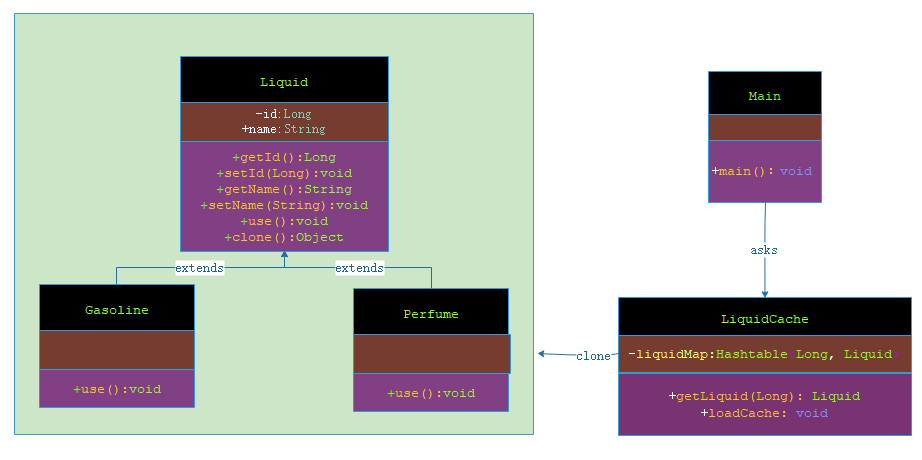 Liquid
-id:Long
+name:String
+getId():Long
+setId(Long):void
+getName():String
+setName(String):void
+use():void
+clone():Object
extends
extends
Gasoline
+use():void
Perfume
+use():void
Main
+main(): void
asks
LiquidCache
-liquidMap:Hashtable<Long, Liquid>
+getLiquid(Long): Liquid
+loadCache: void
clone